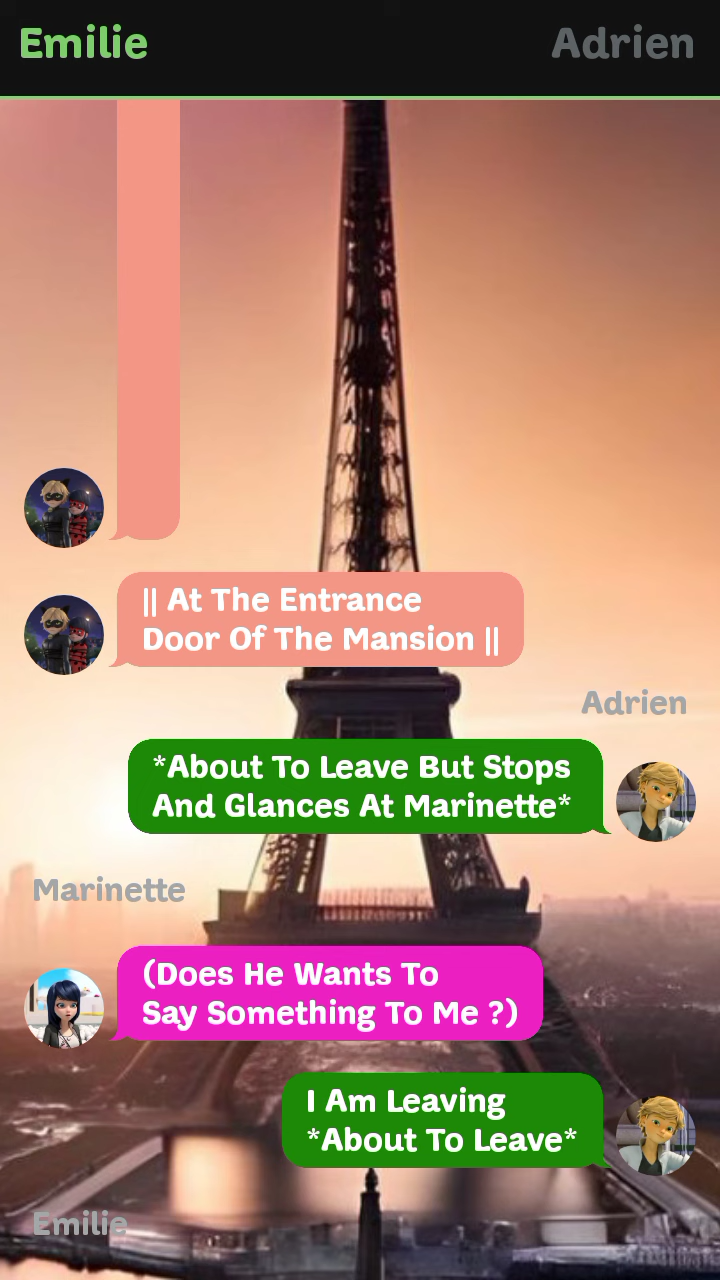 Emilie
Adrien
|| At The Entrance
Door Of The Mansion ||
Adrien
*About To Leave But Stops
And Glances At Marinette*
Marinette
(Does He Wants To
Say Something To Me ?)
I Am Leaving
*About To Leave*
Emilie